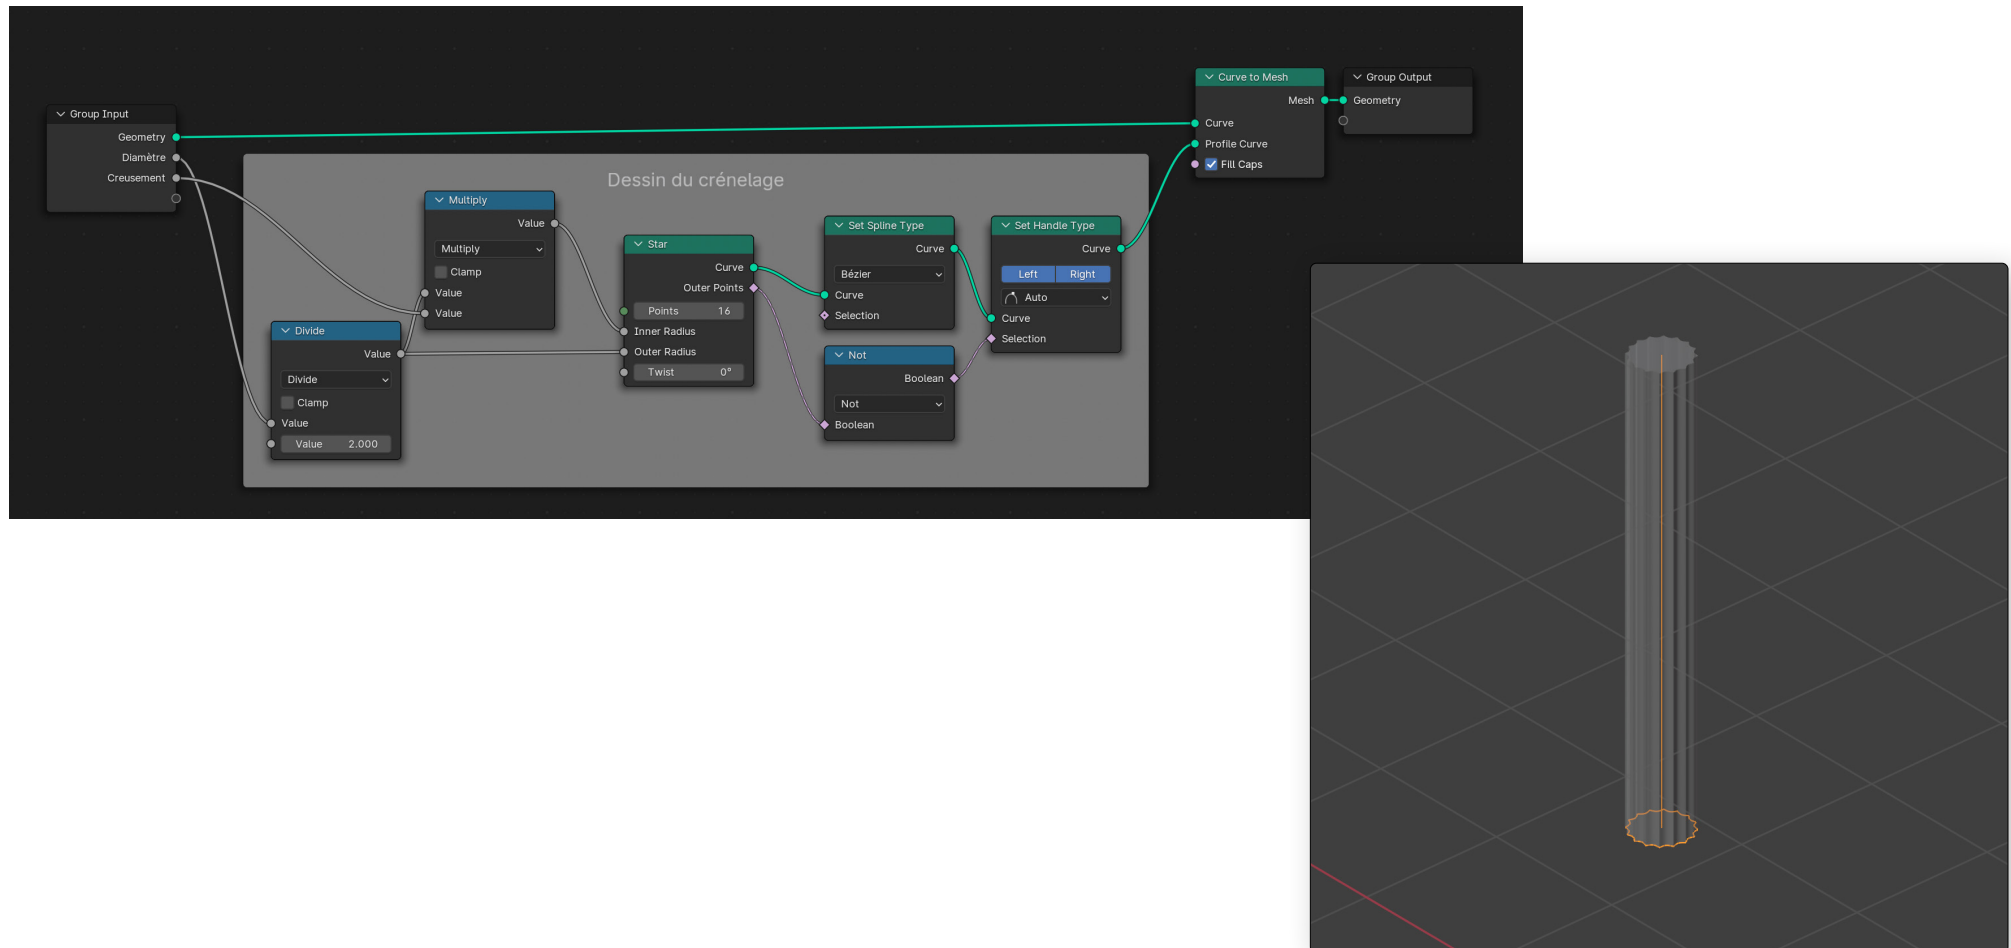 Group Input
Geometry
Diamètre
Creusement
Dessin du crénelage
Divide
Value
Divide
Clamp
Value
Value 2.000
Multiply
Value
Multiply
Clamp
Value
Value
Star
Curve
Outer Points
Points 16
Inner Radius
Outer Radius
Twist 0°
Set Spline Type
Curve
Bézier
Curve
Selection
Not
Boolean
Not
Boolean
Set Handle Type
Curve
Left Right
Auto
Curve
Selection
Curve to Mesh
Mesh
Curve
Profile Curve
Fill Caps
Group Output
Geometry